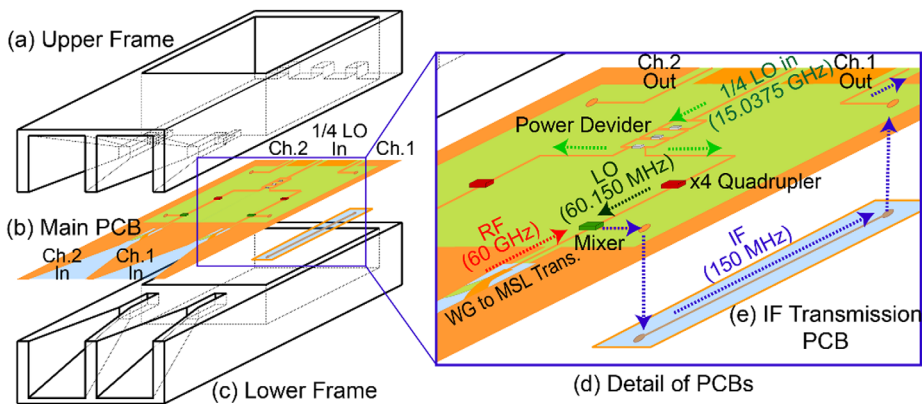 (a) Upper Frame
1/4 LO
In
Ch.2
Ch.1
(b) Main PCB
Ch.2
In
Ch.1
In
(c) Lower Frame
Ch.2
Out
Ch.1
Out
1/4 LO in
(15.0375 GHz)
Power Devider
LO
(60.150 MHz)
x4 Quadrupler
RF
(60 GHz)
Mixer
WG to MSL Trans.
IF
(150 MHz)
(e) IF Transmission
PCB
(d) Detail of PCBs